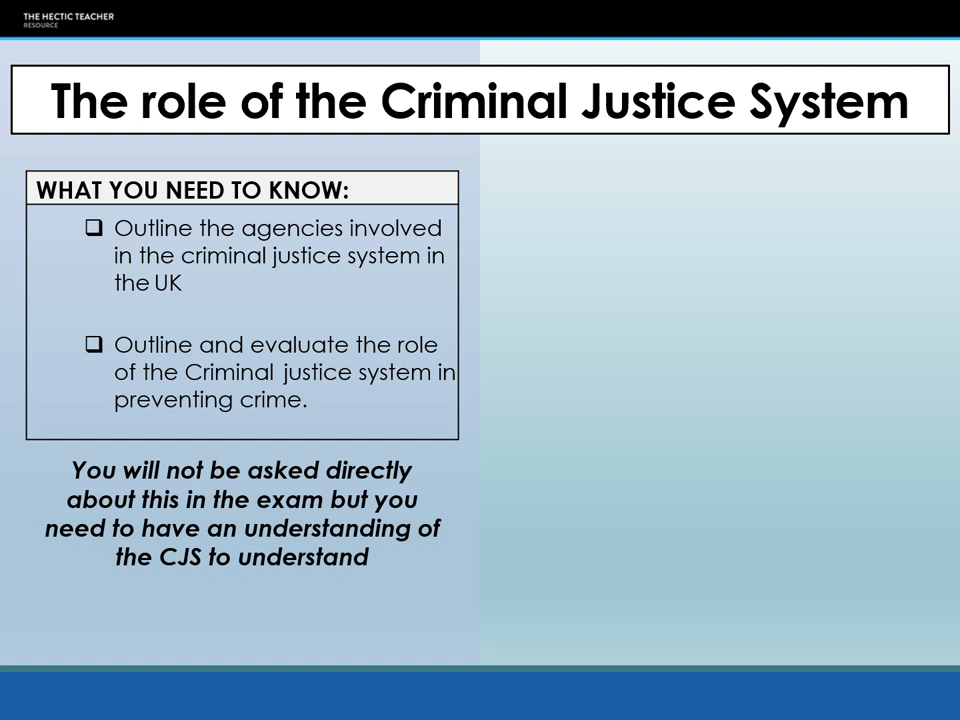 THE HECTIC TEACHER
RESOURCE
The role of the Criminal Justice System
WHAT YOU NEED TO KNOW:
Outline the agencies involved
in the criminal justice system in
the UK
Outline and evaluate the role
of the Criminal justice system in
preventing crime.
You will not be asked directly
about this in the exam but you
need to have an understanding of
the CJS to understand